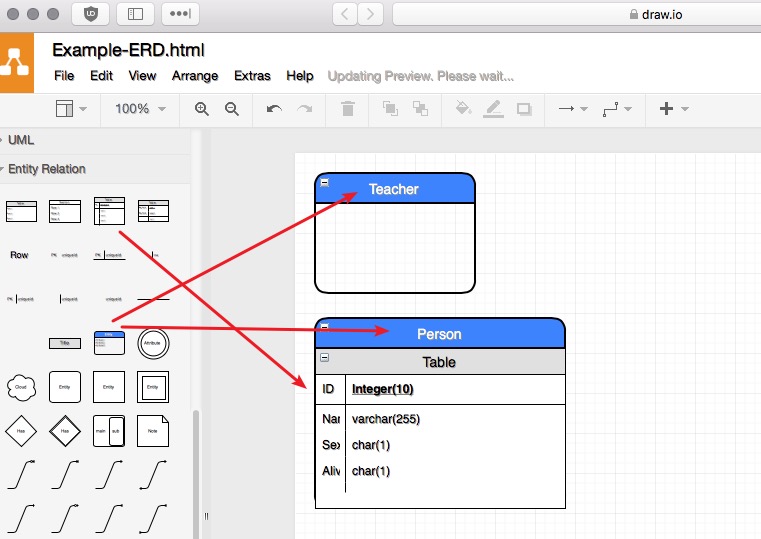 draw.io
Example-ERD.html
File Edit View Arrange Extras Help Updating Preview. Please wait...
100%
UML
Entity Relation
Row
Title
Attribute
Cloud Entity Entity Entity
Has Has main sub Note
Teacher
Person
Table
ID Integer(10)
Nar varchar(255)
Sex char(1)
Aliv char(1)